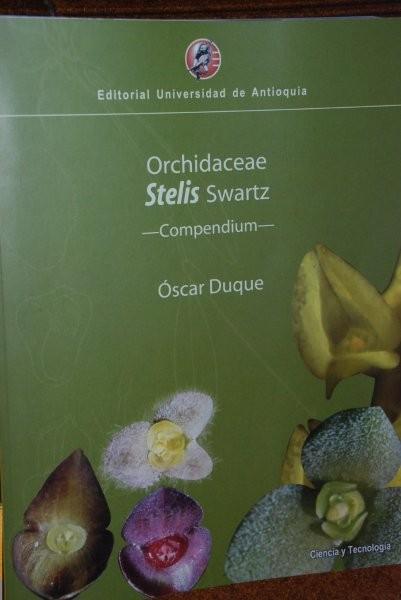 Editorial Universidad de Antioquia
Orchidaceae
Stelis Swartz
—Compendium—
Óscar Duque
Ciencia y Tecnología